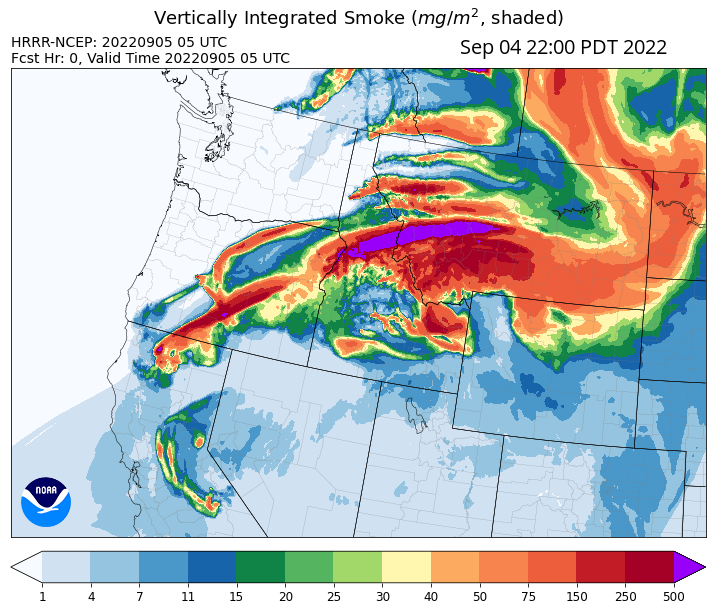 Vertically Integrated Smoke (mg/m², shaded)
HRRR-NCEP: 20220905 05 UTC
Fcst Hr: 0, Valid Time 20220905 05 UTC
Sep 04 22:00 PDT 2022
NOAA
1 4 7 11 15 20 25 30 40 50 75 150 250 500